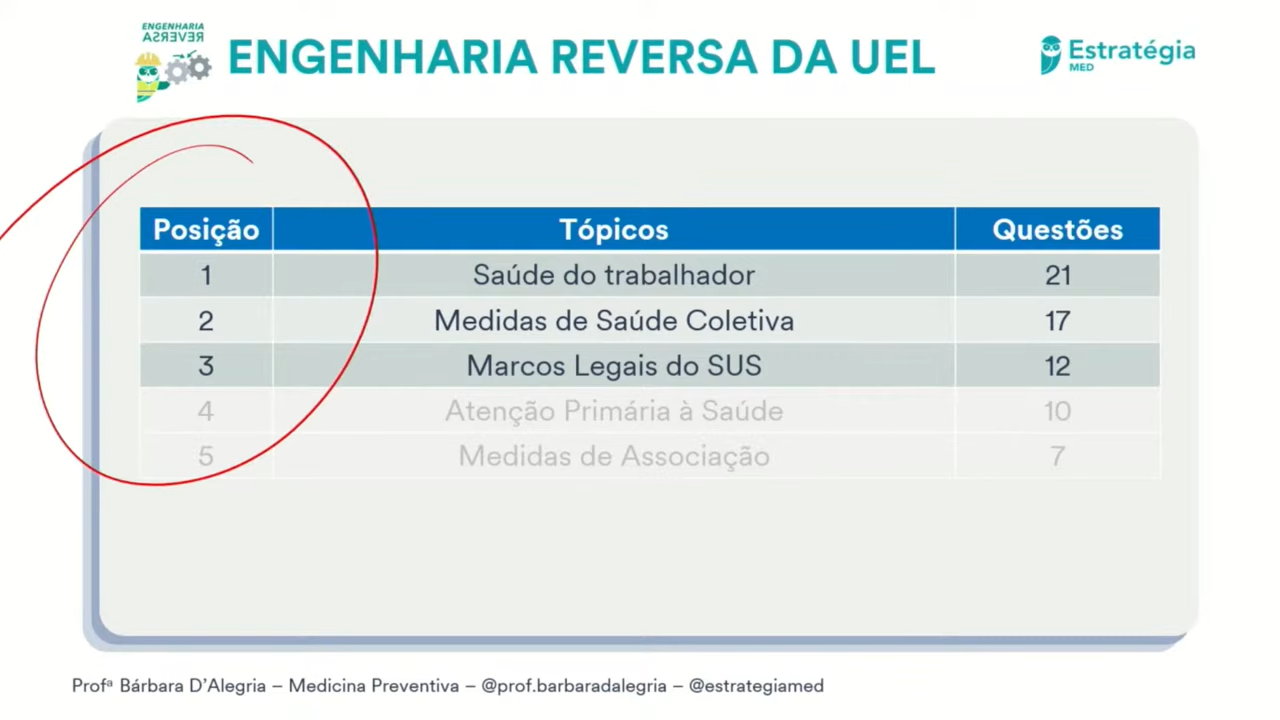 ENGENHARIA
REVERSA
ENGENHARIA REVERSA DA UEL
Estratégia
MED
Posição Tópicos Questões
1 Saúde do trabalhador 21
2 Medidas de Saúde Coletiva 17
3 Marcos Legais do SUS 12
4 Atenção Primária à Saúde 10
5 Medidas de Associação 7
Profª Bárbara D'Alegria – Medicina Preventiva – @prof.barbaradalegria – @estrategiamed